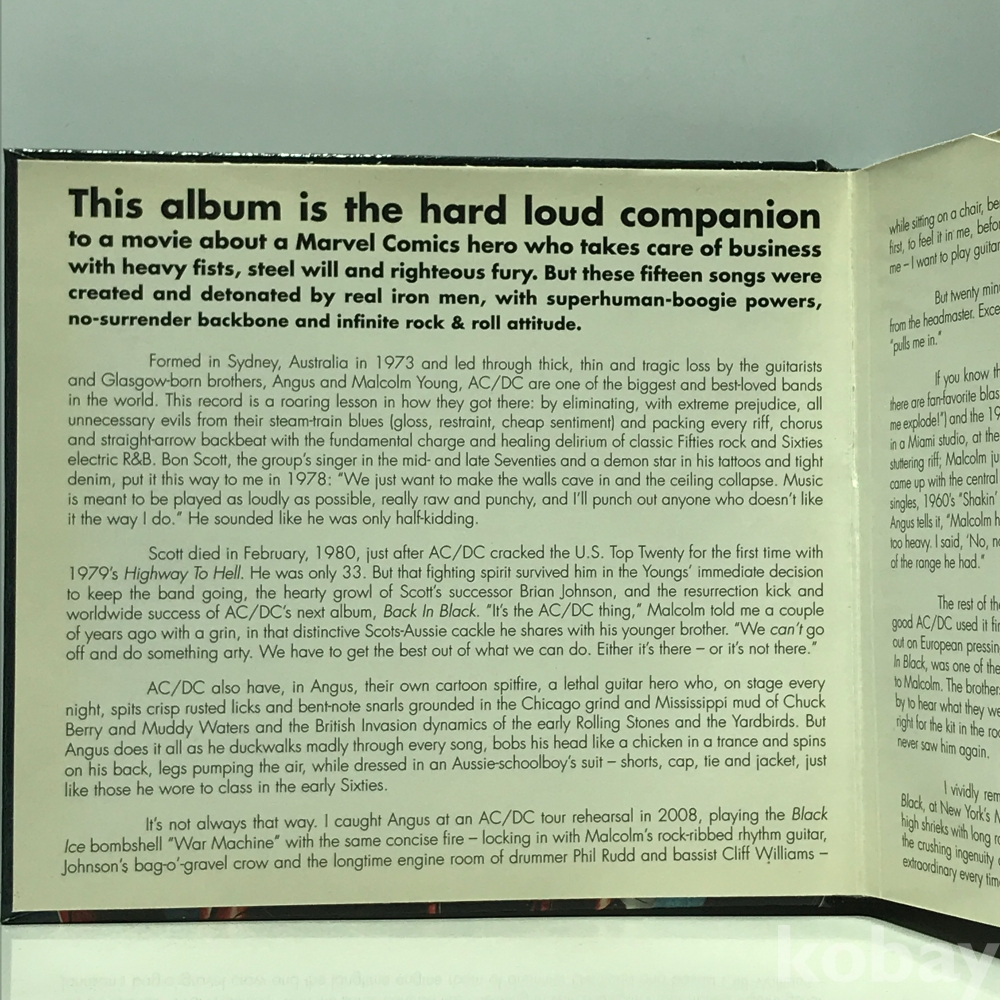 This album is the hard loud companion
to a movie about a Marvel Comics hero who takes care of business
with heavy fists, steel will and righteous fury. But these fifteen songs were
created and detonated by real iron men, with superhuman-boogie powers,
no-surrender backbone and infinite rock & roll attitude.
Formed in Sydney, Australia in 1973 and led through thick, thin and tragic loss by the guitarists
and Glasgow-born brothers, Angus and Malcolm Young, AC/DC are one of the biggest and best-loved bands
in the world. This record is a roaring lesson in how they got there: by eliminating, with extreme prejudice, all
unnecessary evils from their steam-train blues (gloss, restraint, cheap sentiment) and packing every riff, chorus
and straight-arrow backbeat with the fundamental charge and healing delirium of classic Fifties rock and Sixties
electric R&B. Bon Scott, the group's singer in the mid- and late Seventies and a demon star in his tattoos and tight
denim, put it this way to me in 1978: "We just want to make the walls cave in and the ceiling collapse. Music
is meant to be played as loudly as possible, really raw and punchy, and I'll punch out anyone who doesn't like
it the way I do." He sounded like he was only half-kidding.
Scott died in February, 1980, just after AC/DC cracked the U.S. Top Twenty for the first time with
1979's Highway To Hell. He was only 33. But that fighting spirit survived him in the Youngs' immediate decision
to keep the band going, the hearty growl of Scott's successor Brian Johnson, and the resurrection kick and
worldwide success of AC/DC's next album, Back In Black. "It's the AC/DC thing," Malcolm told me a couple
of years ago with a grin, in that distinctive Scots-Aussie cackle he shares with his younger brother. "We can't go
off and do something arty. We have to get the best out of what we can do. Either it's there – or it's not there."
AC/DC also have, in Angus, their own cartoon spitfire, a lethal guitar hero who, on stage every
night, spits crisp rusted licks and bent-note snarls grounded in the Chicago grind and Mississippi mud of Chuck
Berry and Muddy Waters and the British Invasion dynamics of the early Rolling Stones and the Yardbirds. But
Angus does it all as he duckwalks madly through every song, bobs his head like a chicken in a trance and spins
on his back, legs pumping the air, while dressed in an Aussie-schoolboy's suit – shorts, cap, tie and jacket, just
like those he wore to class in the early Sixties.
It's not always that way. I caught Angus at an AC/DC tour rehearsal in 2008, playing the Black
Ice bombshell "War Machine" with the same concise fire – locking in with Malcolm's rock-ribbed rhythm guitar,
Johnson's bag-o'-gravel crow and the longtime engine room of drummer Phil Rudd and bassist Cliff Williams –
while sitting on a chair,
first, to feel it in me,
me – I want to play guitar
But twenty
from the headmaster.
"pulls me in."
If you know
there are fan-favorite
me explode!") and the
in a Miami studio, at the
stuttering riff; Malcolm
came up with the central
singles, 1960's "Shakin'
Angus tells it, "Malcolm
too heavy. I said, 'No,
of the range he had."
The rest of
good AC/DC used it
out on European
In Black, was one of the
to Malcolm. The
by to hear what they
right for the kit in the
never saw him again.
I vividly
Black, at New York's
high shrieks with long
the crushing ingenuity
extraordinary every
kobay